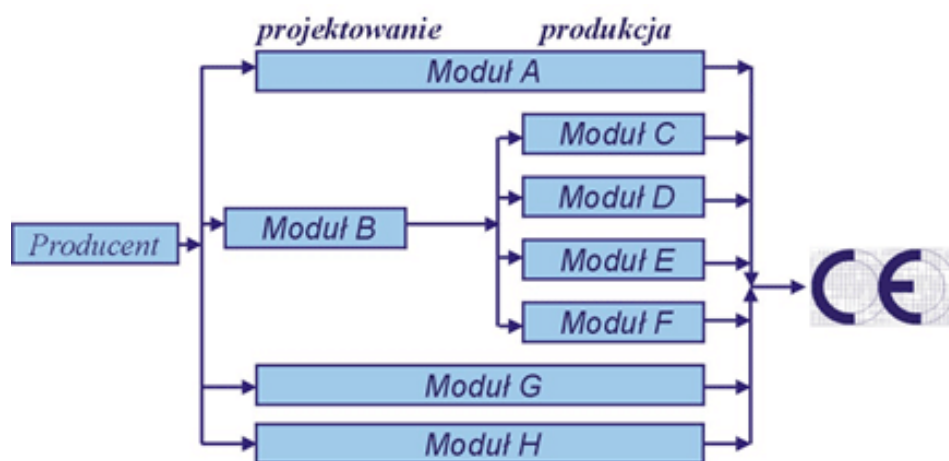 projektowanie produkcja
Moduł A
Moduł C
Moduł D
Producent
Moduł B
Moduł E
Moduł F
CE
Moduł G
Moduł H